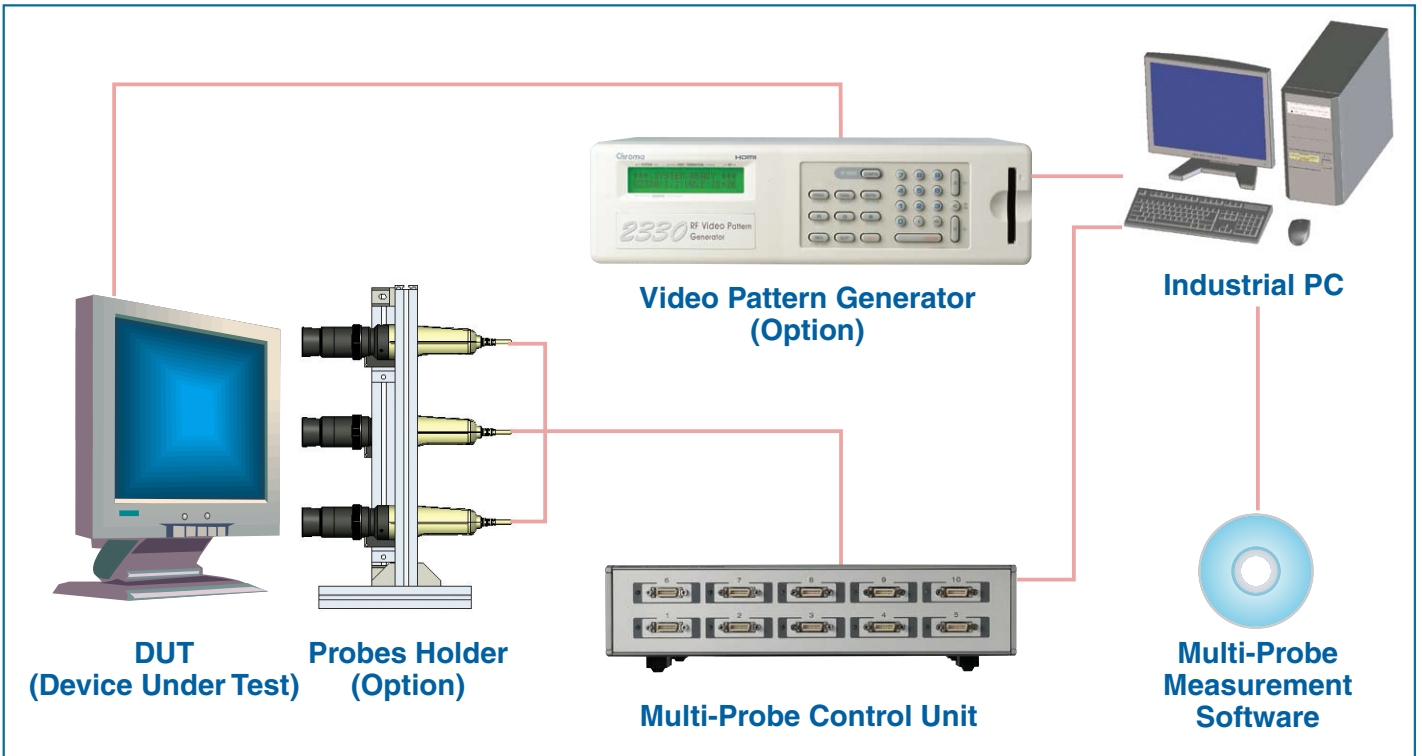 Chroma
HDMI
2330 RF Video Pattern
Generator
Video Pattern Generator
(Option)
Industrial PC
6 7 8 9 10
1 2 3 4 5
DUT
(Device Under Test)
Probes Holder
(Option)
Multi-Probe Control Unit
Multi-Probe
Measurement
Software